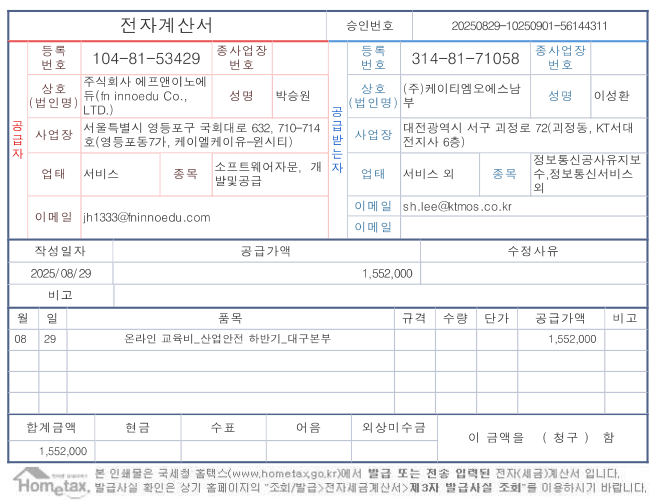 전자계산서
승인번호
20250829-10250901-56144311
공급자
등록번호
104-81-53429
종사업장번호
상호(법인명)
주식회사 에프앤이노에
듀(fn innoedu Co.,
LTD.)
성명
박승원
사업장
서울특별시 영등포구 국회대로 632, 710-714
호(영등포동7가, 케이엘케이유-윈시티)
업태
서비스
종목
소프트웨어자문, 개
발및공급
이메일
jh1333@fninnoedu.com
공급받는자
등록번호
314-81-71058
종사업장번호
상호(법인명)
(주)케이티엠오에스남
부
성명
이성환
사업장
대전광역시 서구 괴정로 72(괴정동, KT서대
전지사 6층)
업태
서비스 외
종목
정보통신공사유지보
수,정보통신서비스
외
이메일
sh.lee@ktmos.co.kr
이메일
작성일자 공급가액 수정사유
2025/08/29 1,552,000
비고
월 일 품목 규격 수량 단가 공급가액 비고
08 29 온라인 교육비_산업안전 하반기_대구본부 1,552,000
합계금액 현금 수표 어음 외상미수금
1,552,000
이 금액을 ( 청구 ) 함
Hometax.
본 인쇄물은 국세청 홈택스(www.hometax.go.kr)에서 발급 또는 전송 입력된 전자(세금)계산서 입니다.
발급사실 확인은 상기 홈페이지의 "조회/발급>전자세금계산서>제3자 발급사실 조회"를 이용하시기 바랍니다.